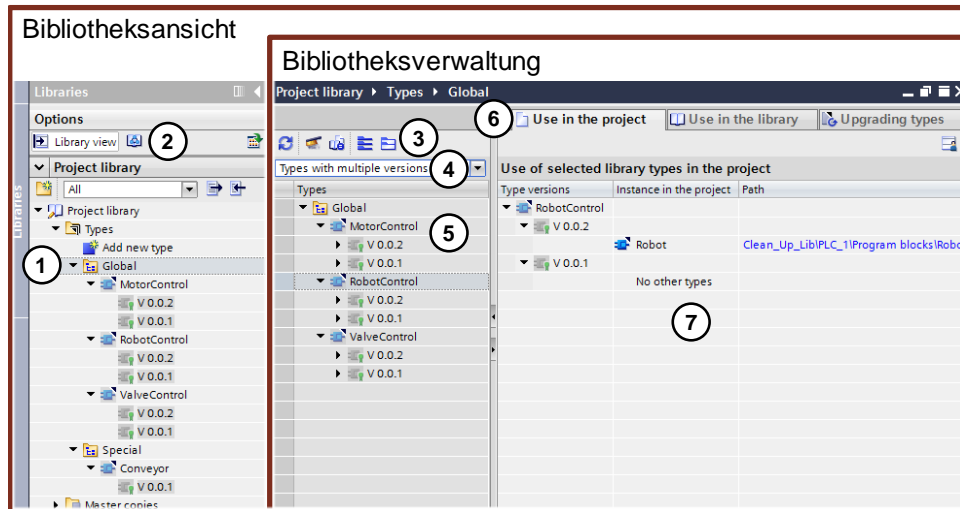 Bibliotheksansicht
Bibliotheksverwaltung
Libraries
Options
Library view
2
Project library
All
Project library
Types
Add new type
1
Global
MotorControl
V 0.0.2
V 0.0.1
RobotControl
V 0.0.2
V 0.0.1
ValveControl
V 0.0.2
V 0.0.1
Special
Conveyor
V 0.0.1
Master copies
Libraries
Project library Types Global
6
Use in the project
Use in the library
Upgrading types
3
Types with multiple versions
4
Types
Global
MotorControl
5
V 0.0.2
V 0.0.1
RobotControl
V 0.0.2
V 0.0.1
ValveControl
V 0.0.2
V 0.0.1
Use of selected library types in the project
Type versions Instance in the project Path
RobotControl
V 0.0.2
Robot Clean_Up_Lib\PLC_1\Program blocks\Robo
V 0.0.1
No other types
7